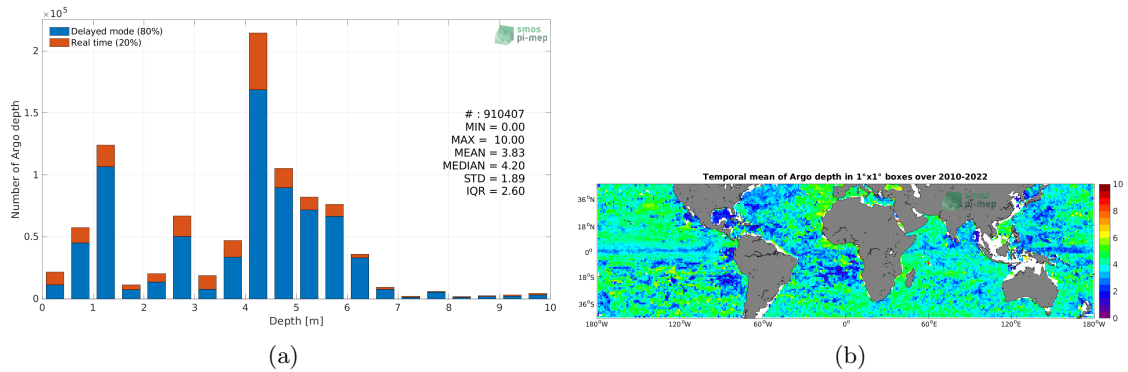 ×10⁵
Delayed mode (80%)
Real time (20%)
smos
pi-mep
2
1.5
1
0.5
0
Number of Argo depth
# : 910407
MIN = 0.00
MAX = 10.00
MEAN = 3.83
MEDIAN = 4.20
STD = 1.89
IQR = 2.60
0 1 2 3 4 5 6 7 8 9 10
Depth [m]
(a)
Temporal mean of Argo depth in 1°x1° boxes over 2010-2022
smos
pi-mep
36°N
18°N
0°
18°S
36°S
180°W 120°W 60°W 0° 60°E 120°E 180°W
10
8
6
4
2
0
(b)